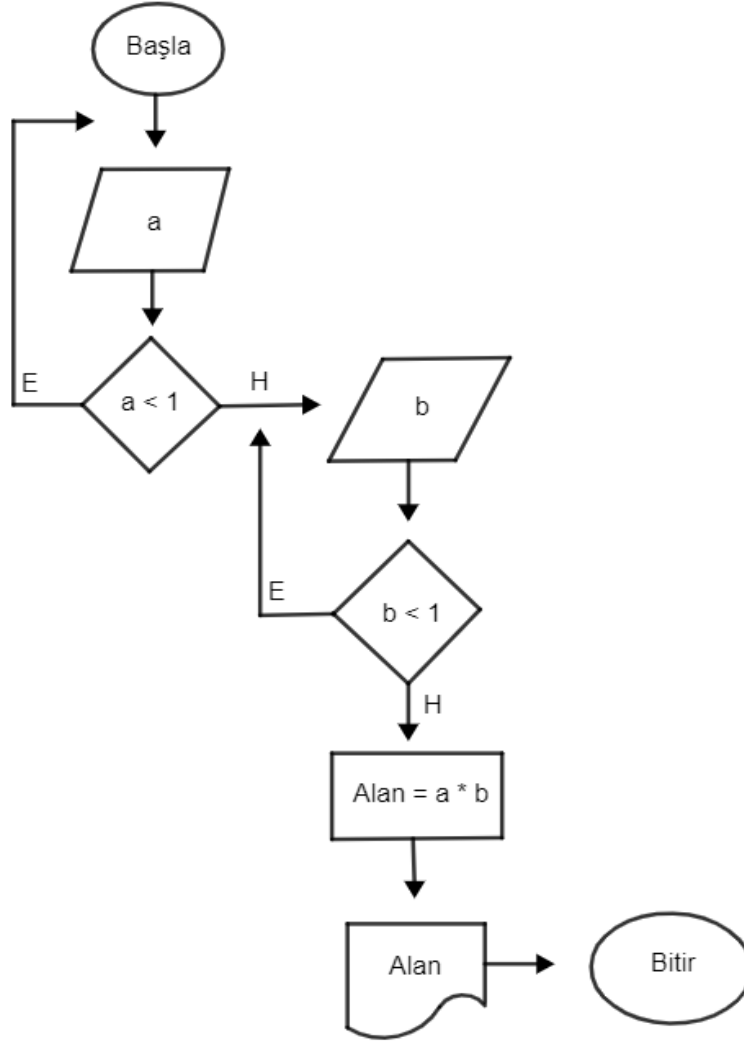 Başla
a
E
a < 1
H
b
E
b < 1
H
Alan = a * b
Alan
Bitir